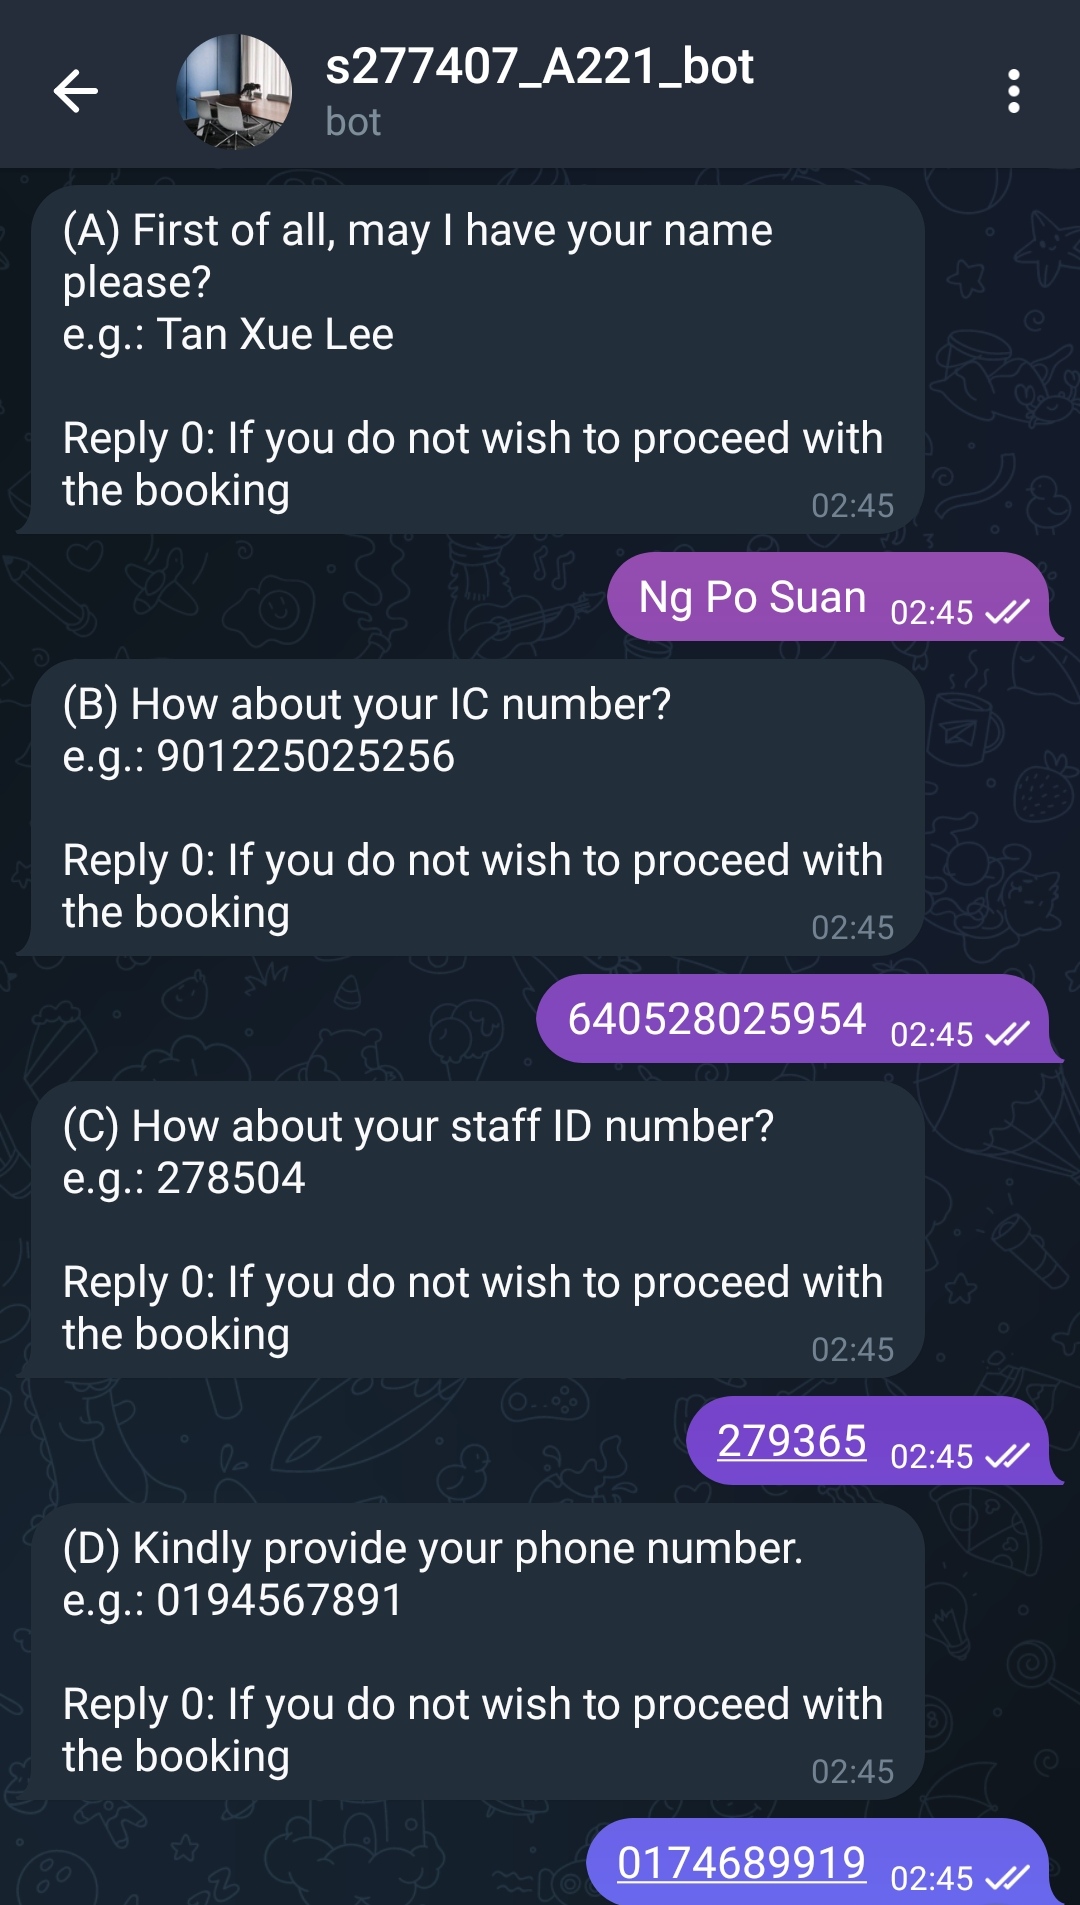 s277407_A221_bot
bot
(A) First of all, may I have your name
please?
e.g.: Tan Xue Lee
Reply 0: If you do not wish to proceed with
the booking
02:45
Ng Po Suan 02:45
(B) How about your IC number?
e.g.: 901225025256
Reply 0: If you do not wish to proceed with
the booking
02:45
640528025954 02:45
(C) How about your staff ID number?
e.g.: 278504
Reply 0: If you do not wish to proceed with
the booking
02:45
279365 02:45
(D) Kindly provide your phone number.
e.g.: 0194567891
Reply 0: If you do not wish to proceed with
the booking
02:45
0174689919 02:45